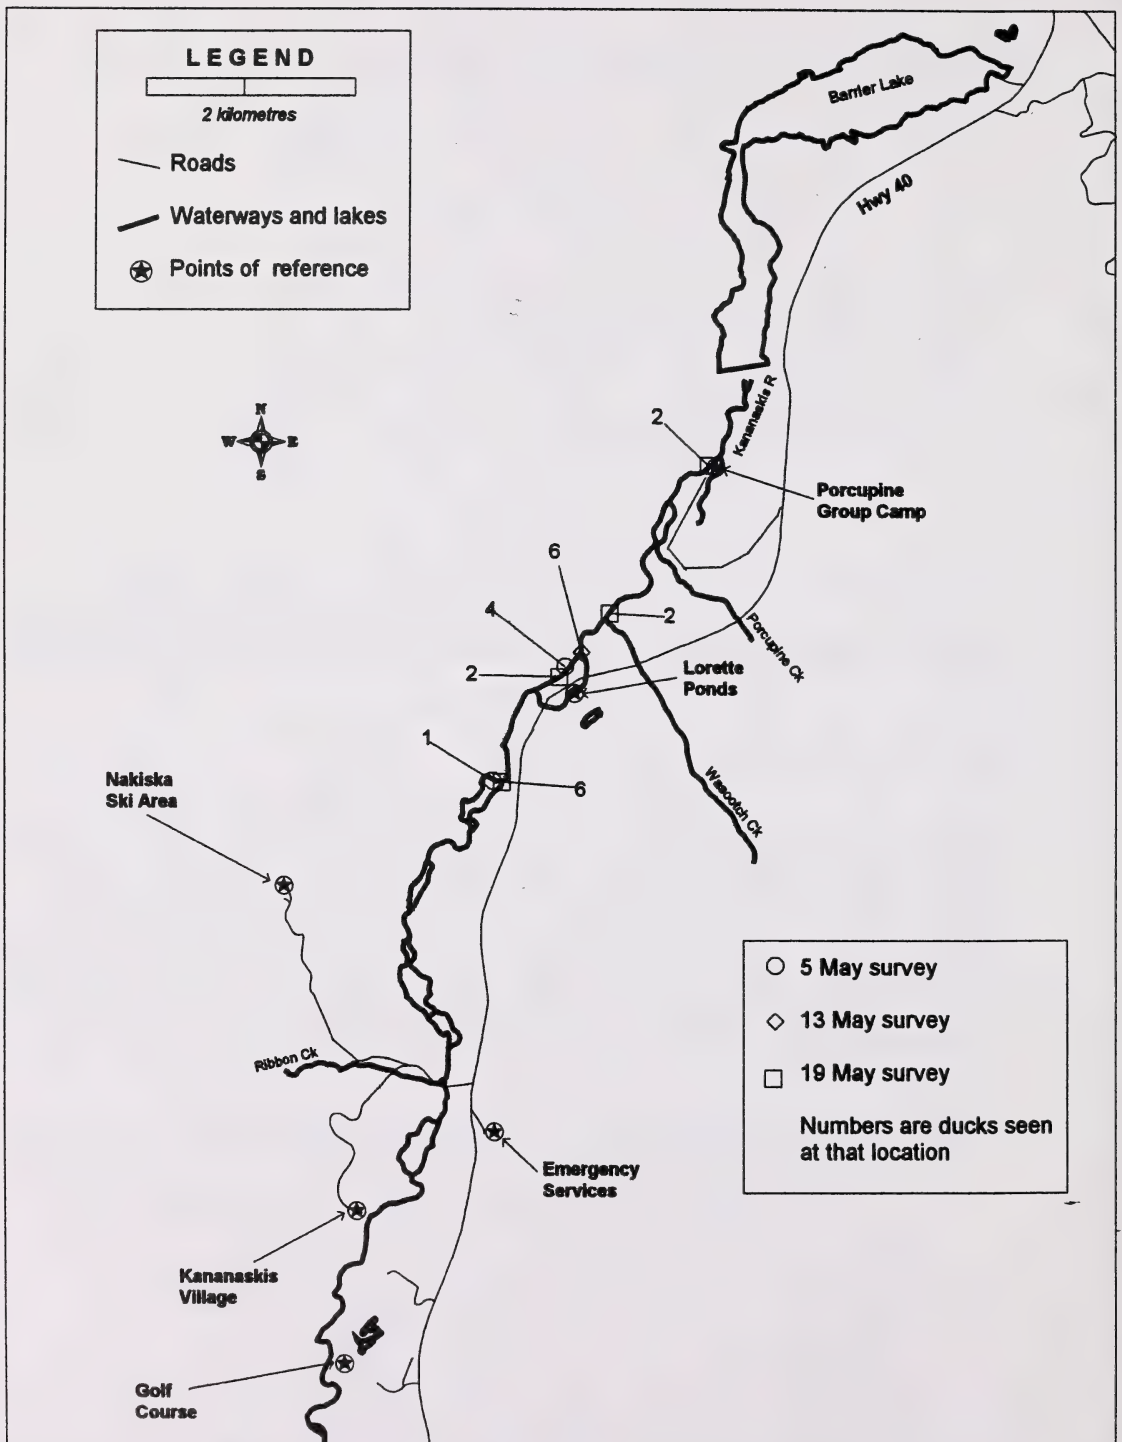 LEGEND
2 kilometres
Roads
Waterways and lakes
Points of reference
Barrier Lake
Hwy 40
N
W E
S
2
Kananaskis R
Porcupine
Group Camp
6
4
2
2
Porcupine Ck
Lorette
Ponds
1
6
Nakiska
Ski Area
Wasootch Ck
5 May survey
13 May survey
19 May survey
Numbers are ducks seen
at that location
Ribbon Ck
Emergency
Services
Kananaskis
Village
Golf
Course